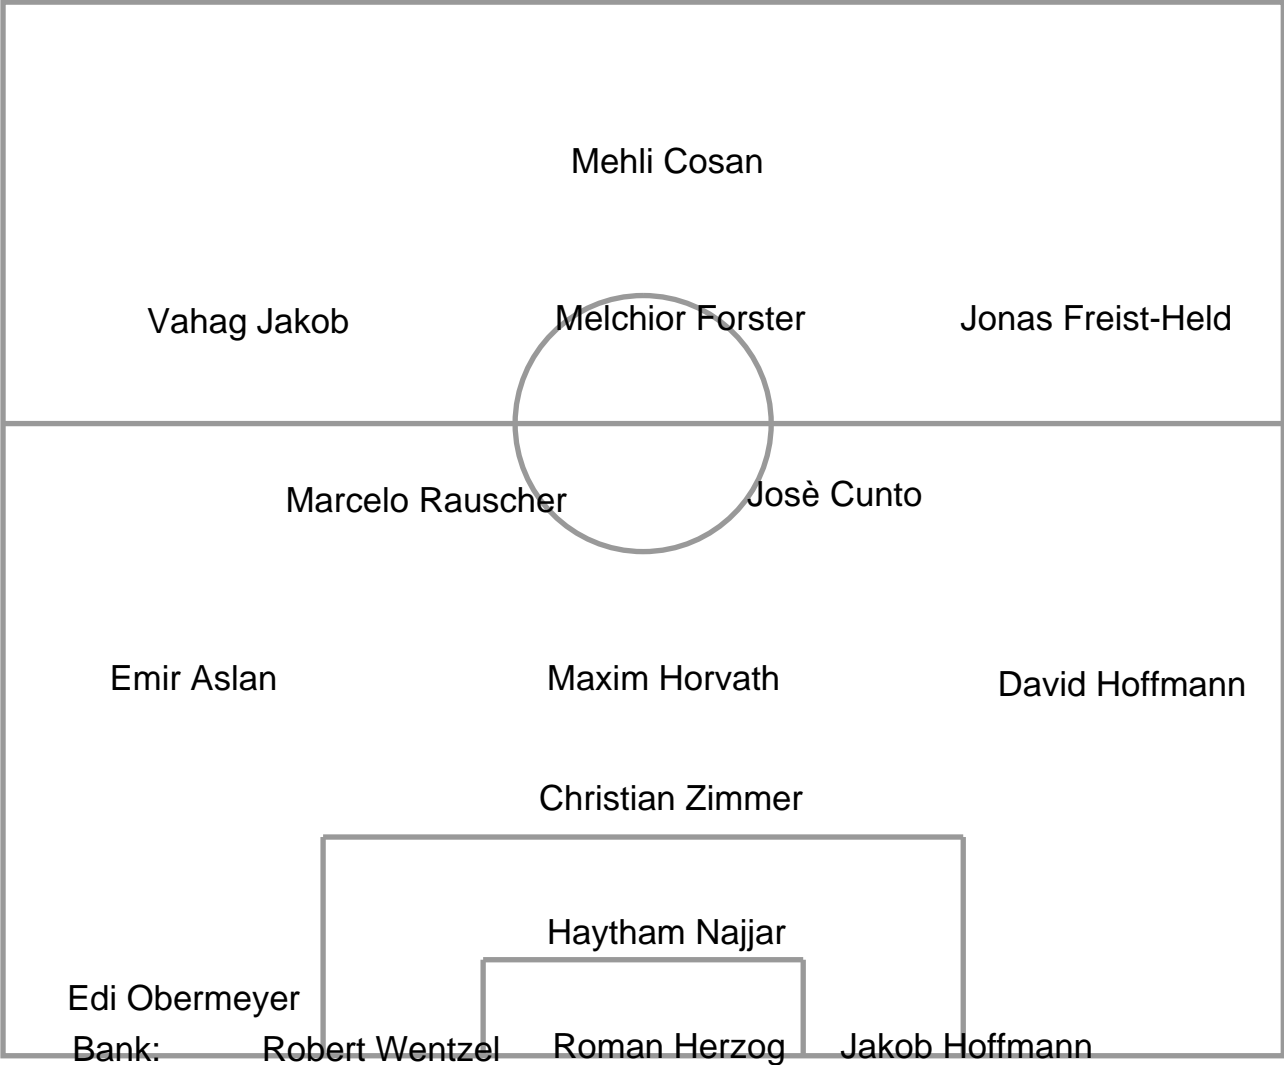 Mehli Cosan
Vahag Jakob Melchior Forster Jonas Freist-Held
Marcelo Rauscher Josè Cunto
Emir Aslan Maxim Horvath David Hoffmann
Christian Zimmer
Haytham Najjar
Edi Obermeyer
Bank: Robert Wentzel Roman Herzog Jakob Hoffmann